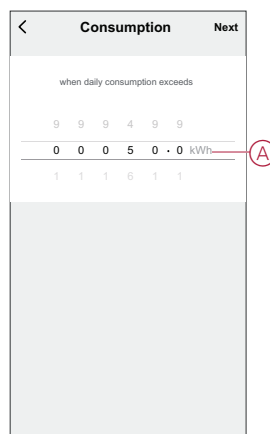 Consumption Next
when daily consumption exceeds
9 9 9 4 9 9
0 0 0 5 0 · 0 kWh
A
1 1 1 6 1 1